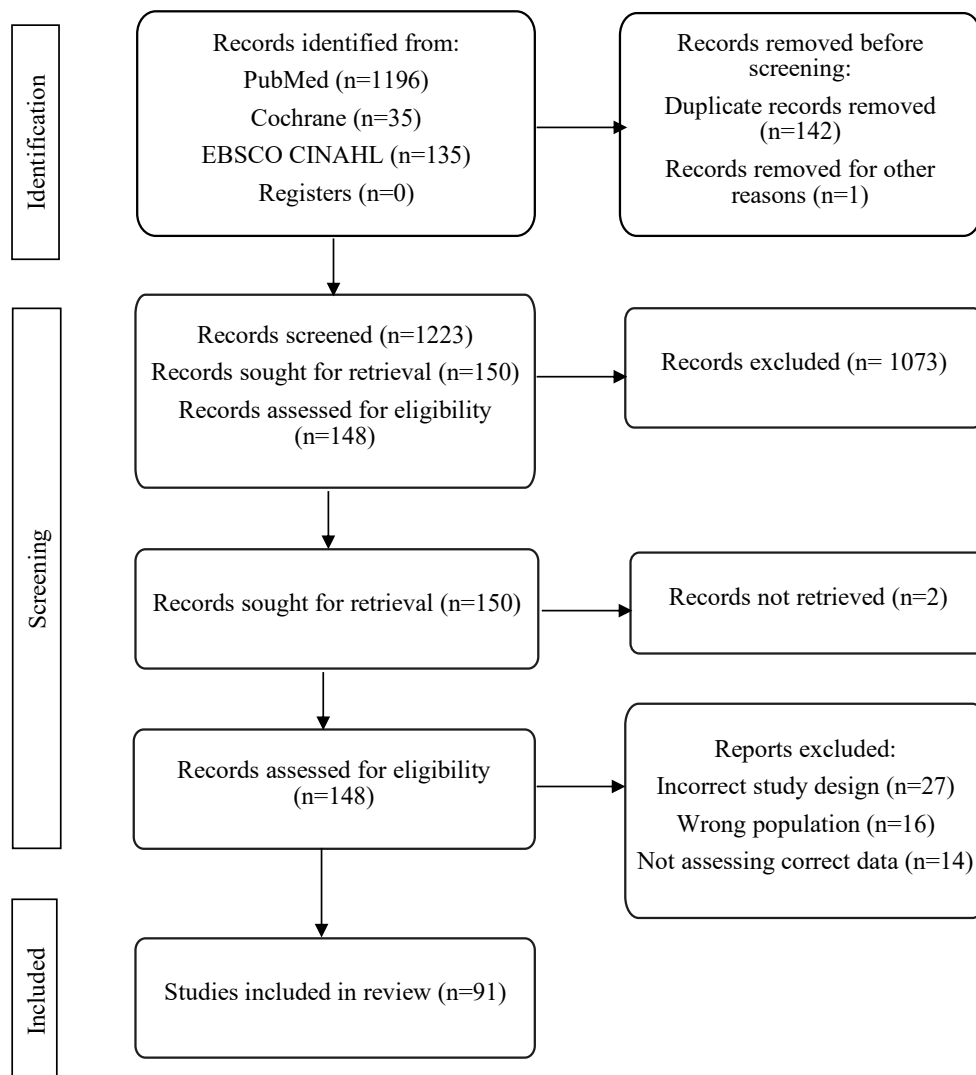 Identification
Records identified from:
PubMed (n=1196)
Cochrane (n=35)
EBSCO CINAHL (n=135)
Registers (n=0)
Records removed before
screening:
Duplicate records removed
(n=142)
Records removed for other
reasons (n=1)
Screening
Records screened (n=1223)
Records sought for retrieval (n=150)
Records assessed for eligibility
(n=148)
Records excluded (n= 1073)
Records sought for retrieval (n=150)
Records not retrieved (n=2)
Records assessed for eligibility
(n=148)
Reports excluded:
Incorrect study design (n=27)
Wrong population (n=16)
Not assessing correct data (n=14)
Included
Studies included in review (n=91)